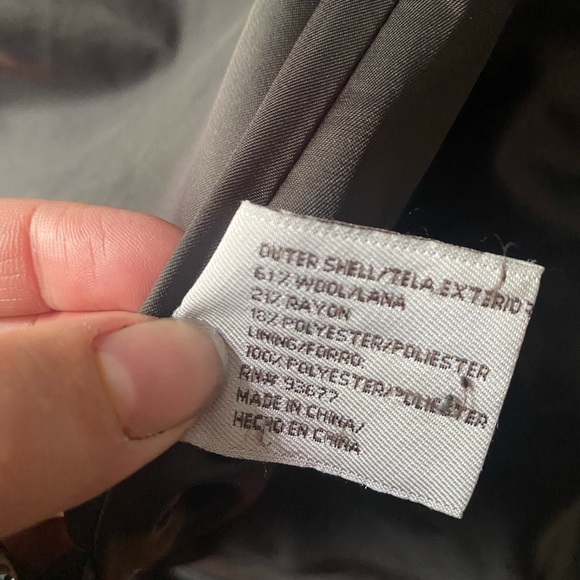 OUTER SHELL/TELA EXTERIOR
61% WOOL/LANA
21% RAYON
18% POLYESTER/POLIESTER
LINING/FORRO:
100% POLYESTER/POLIESTER
RN# 93677
MADE IN CHINA/
HECHO EN CHINA